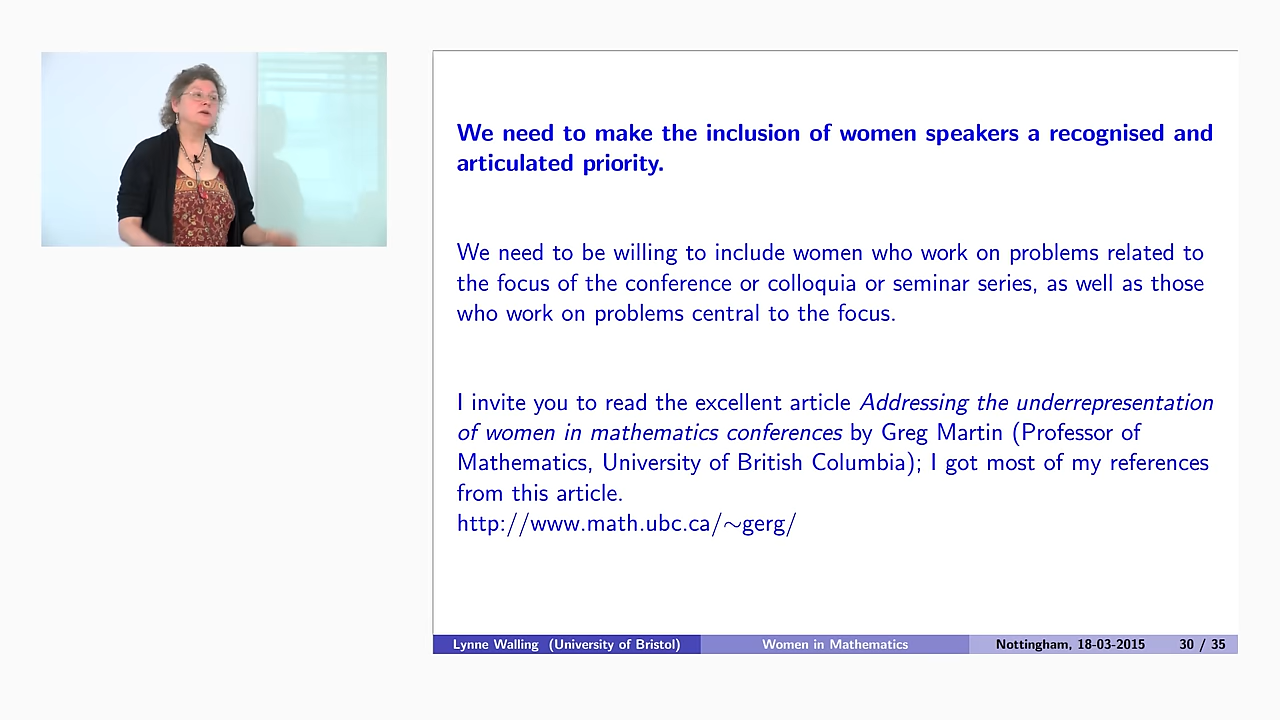 We need to make the inclusion of women speakers a recognised and
articulated priority.
We need to be willing to include women who work on problems related to
the focus of the conference or colloquia or seminar series, as well as those
who work on problems central to the focus.
I invite you to read the excellent article Addressing the underrepresentation
of women in mathematics conferences by Greg Martin (Professor of
Mathematics, University of British Columbia); I got most of my references
from this article.
http://www.math.ubc.ca/~gerg/
Lynne Walling (University of Bristol) Women in Mathematics Nottingham, 18-03-2015 30 / 35